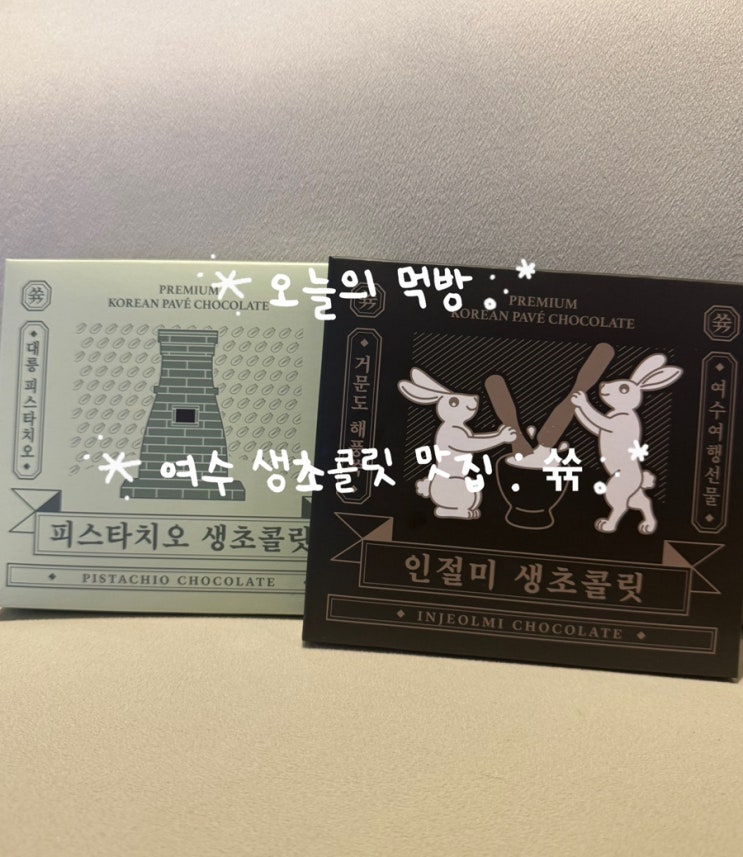 오늘의 먹방
여수 생초콜릿 맛집 :
PREMIUM
KOREAN PAVÉ CHOCOLATE
대릉 피스타치오
피스타치오 생초콜릿
PISTACHIO CHOCOLATE
PREMIUM
KOREAN PAVÉ CHOCOLATE
거문도
여수여행선물
인절미 생초콜릿
INJEOLMI CHOCOLATE